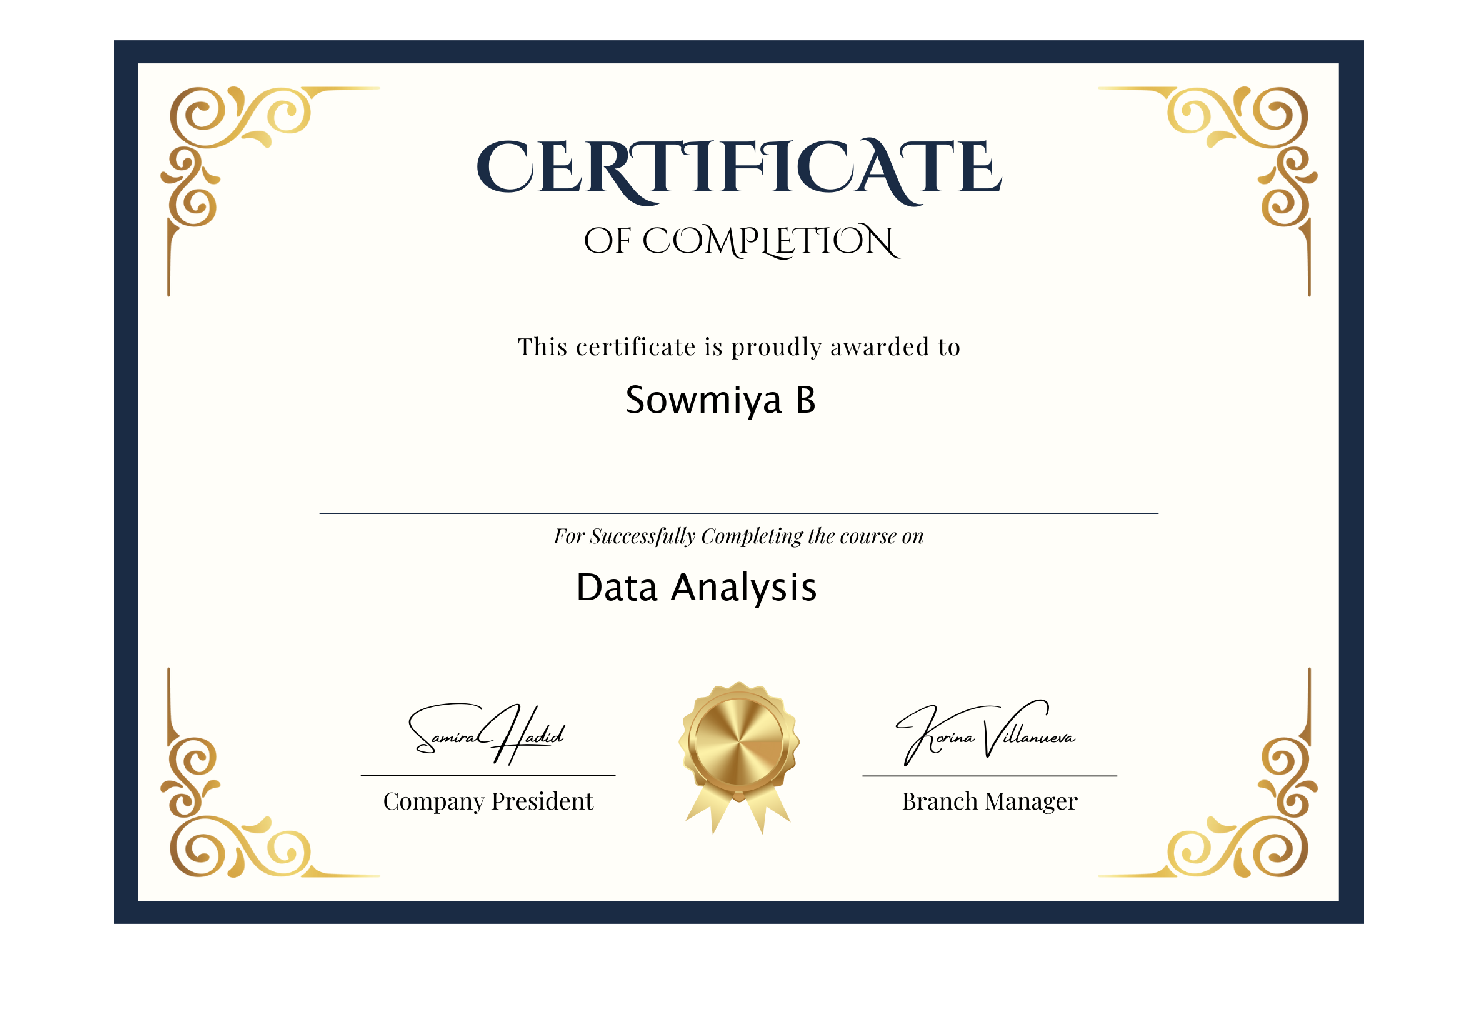 CERTIFICATE
OF COMPLETION
This certificate is proudly awarded to
Sowmiya B
For Successfully Completing the course on
Data Analysis
Samira Hadid
Korina Villanueva
Company President
Branch Manager